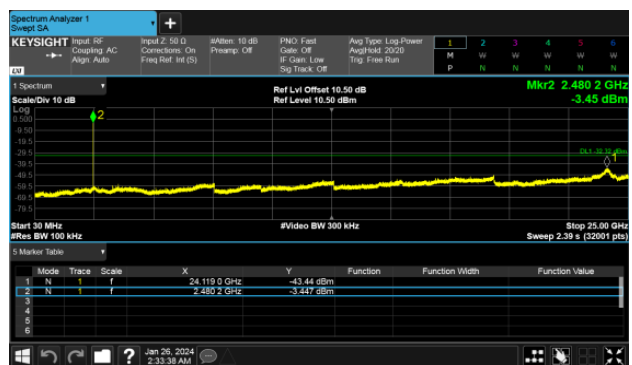 Spectrum Analyzer 1
Swept SA
KEYSIGHT Input: RF Input Z: 50 Ω #Atten: 10 dB PNO: Fast Avg Type: Log-Power 1 2 3 4 5 6
Coupling: AC Corrections: On Preamp: Off Gate: Off Avg|Hold: 20/20 M W W W W W
Align: Auto Freq Ref: Int (S) IF Gain: Low Trig: Free Run
Sig Track: Off P N N N N N
LXI
1 Spectrum Ref Lvl Offset 10.50 dB Mkr2 2.480 2 GHz
Scale/Div 10 dB Ref Level 10.50 dBm -3.45 dBm
Log
0.500 2
-9.50
-19.5
-29.5 DL1 -32.32 dBm
-39.5 1
-49.5
-59.5
-69.5
-79.5
Start 30 MHz #Video BW 300 kHz Stop 25.00 GHz
#Res BW 100 kHz Sweep 2.39 s (32001 pts)
5 Marker Table
Mode Trace Scale X Y Function Function Width Function Value
1 N 1 f 24.119 0 GHz -43.44 dBm
2 N 1 f 2.480 2 GHz -3.447 dBm
3
4
5
6
? Jan 26, 2024
2:33:38 AM